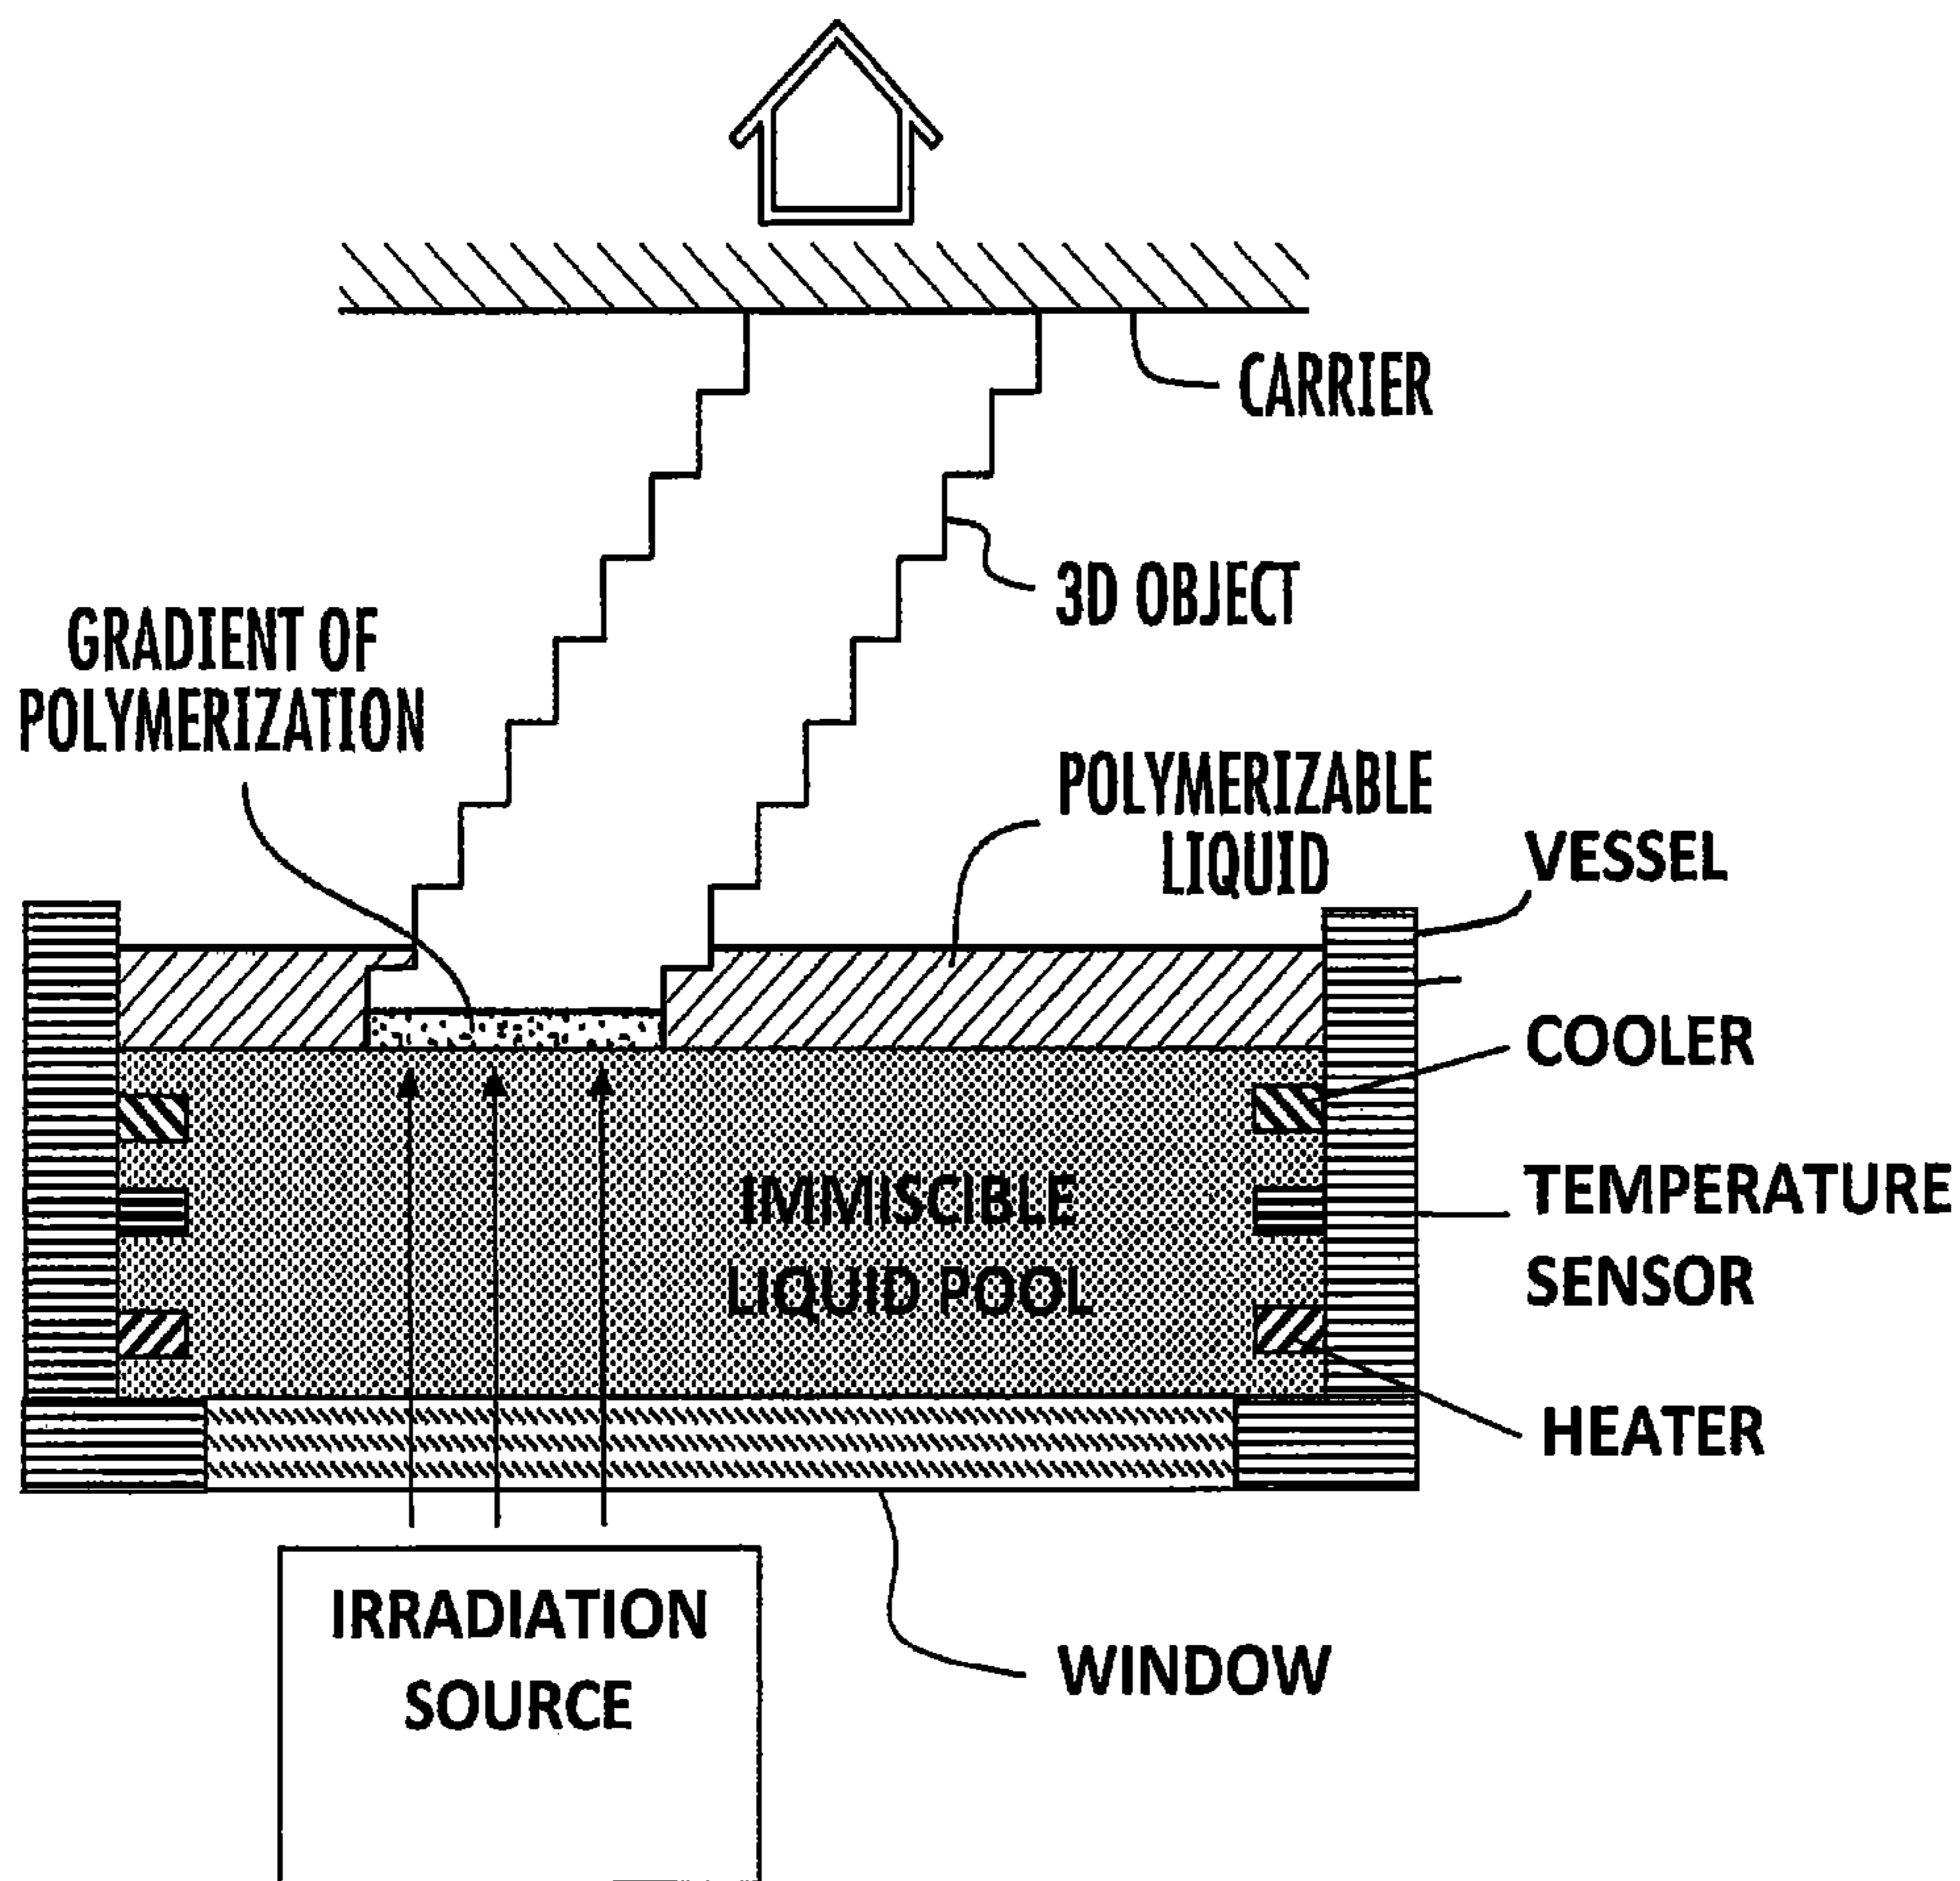 CARRIER
3D OBJECT
GRADIENT OF
POLYMERIZATION
POLYMERIZABLE
LIQUID
VESSEL
COOLER
TEMPERATURE
SENSOR
IMMISCIBLE
LIQUID POOL
HEATER
IRRADIATION
SOURCE
WINDOW